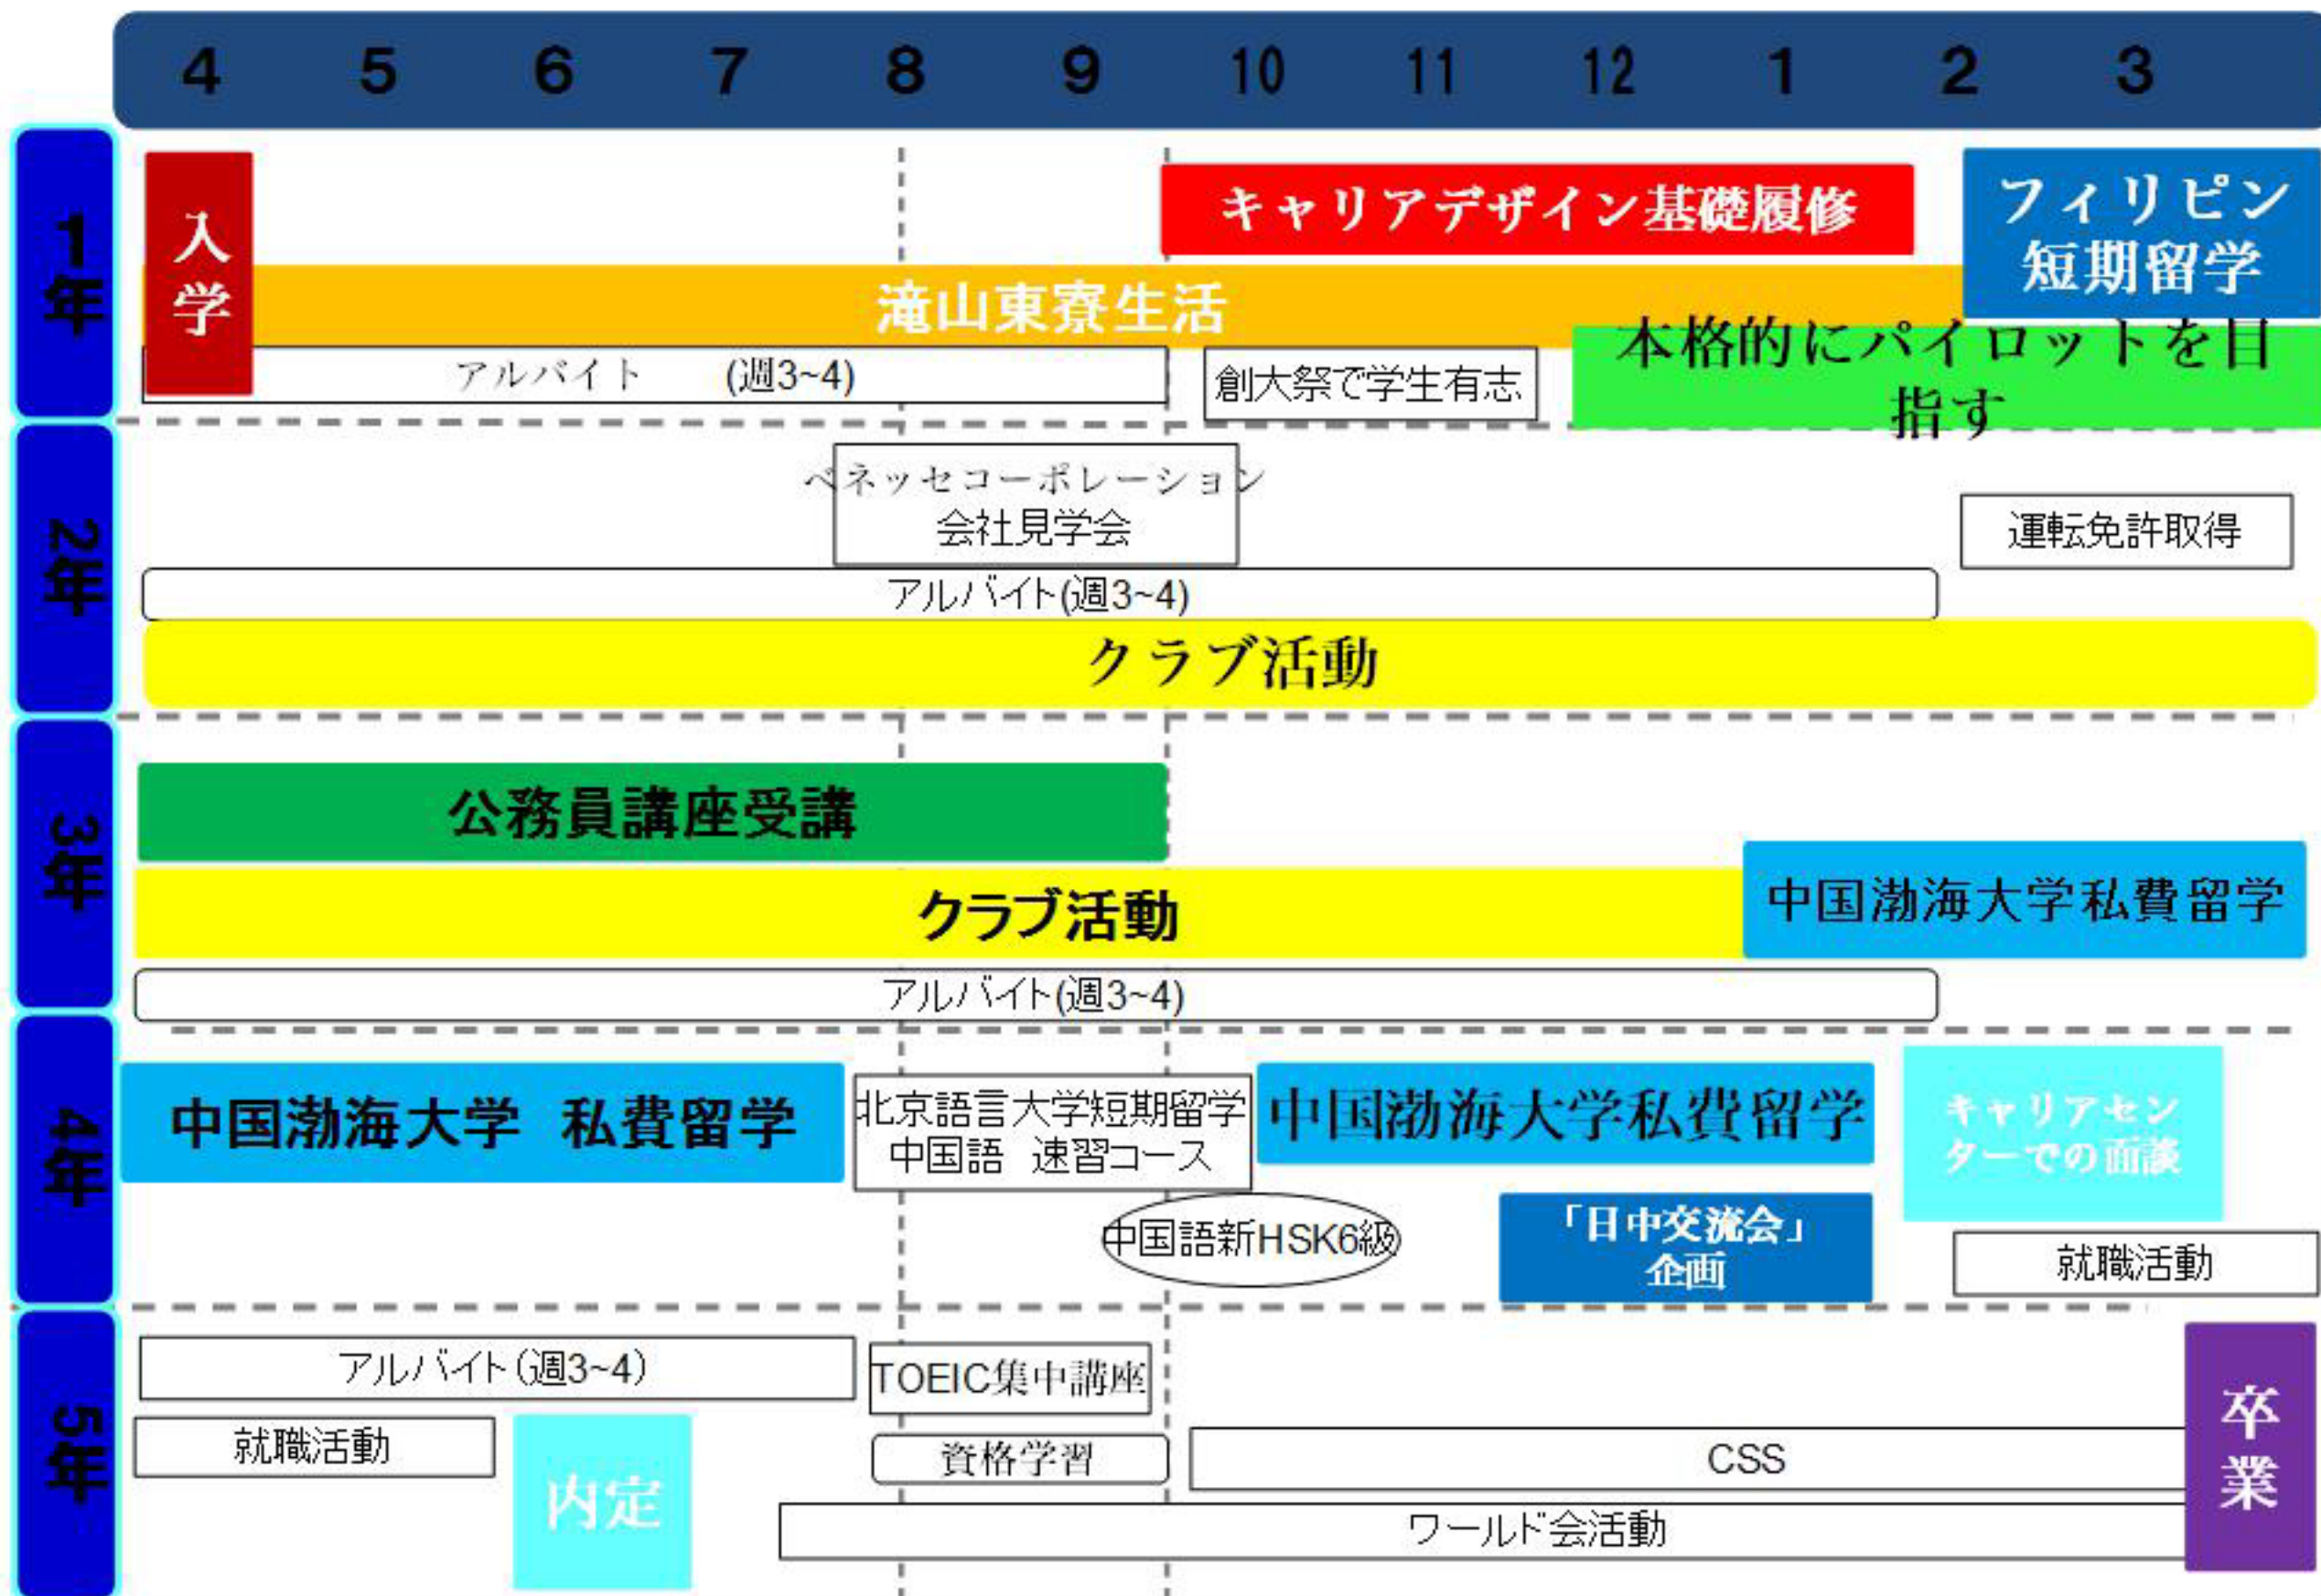 4 5 6 7 8 9 10 11 12 1 2 3
1年
入学
キャリアデザイン基礎履修
フィリピン
短期留学
滝山東寮生活
アルバイト (週3~4)
創大祭で学生有志
本格的にパイロットを目
指す
2年
ベネッセコーポレーション
会社見学会
運転免許取得
アルバイト(週3~4)
クラブ活動
3年
公務員講座受講
クラブ活動
中国渤海大学私費留学
アルバイト(週3~4)
4年
中国渤海大学 私費留学
北京語言大学短期留学
中国語 速習コース
中国渤海大学私費留学
キャリアセン
ターでの面談
中国語新HSK6級
「日中交流会」
企画
就職活動
5年
アルバイト(週3~4)
TOEIC集中講座
就職活動
内定
資格学習
CSS
ワールド会活動
卒業